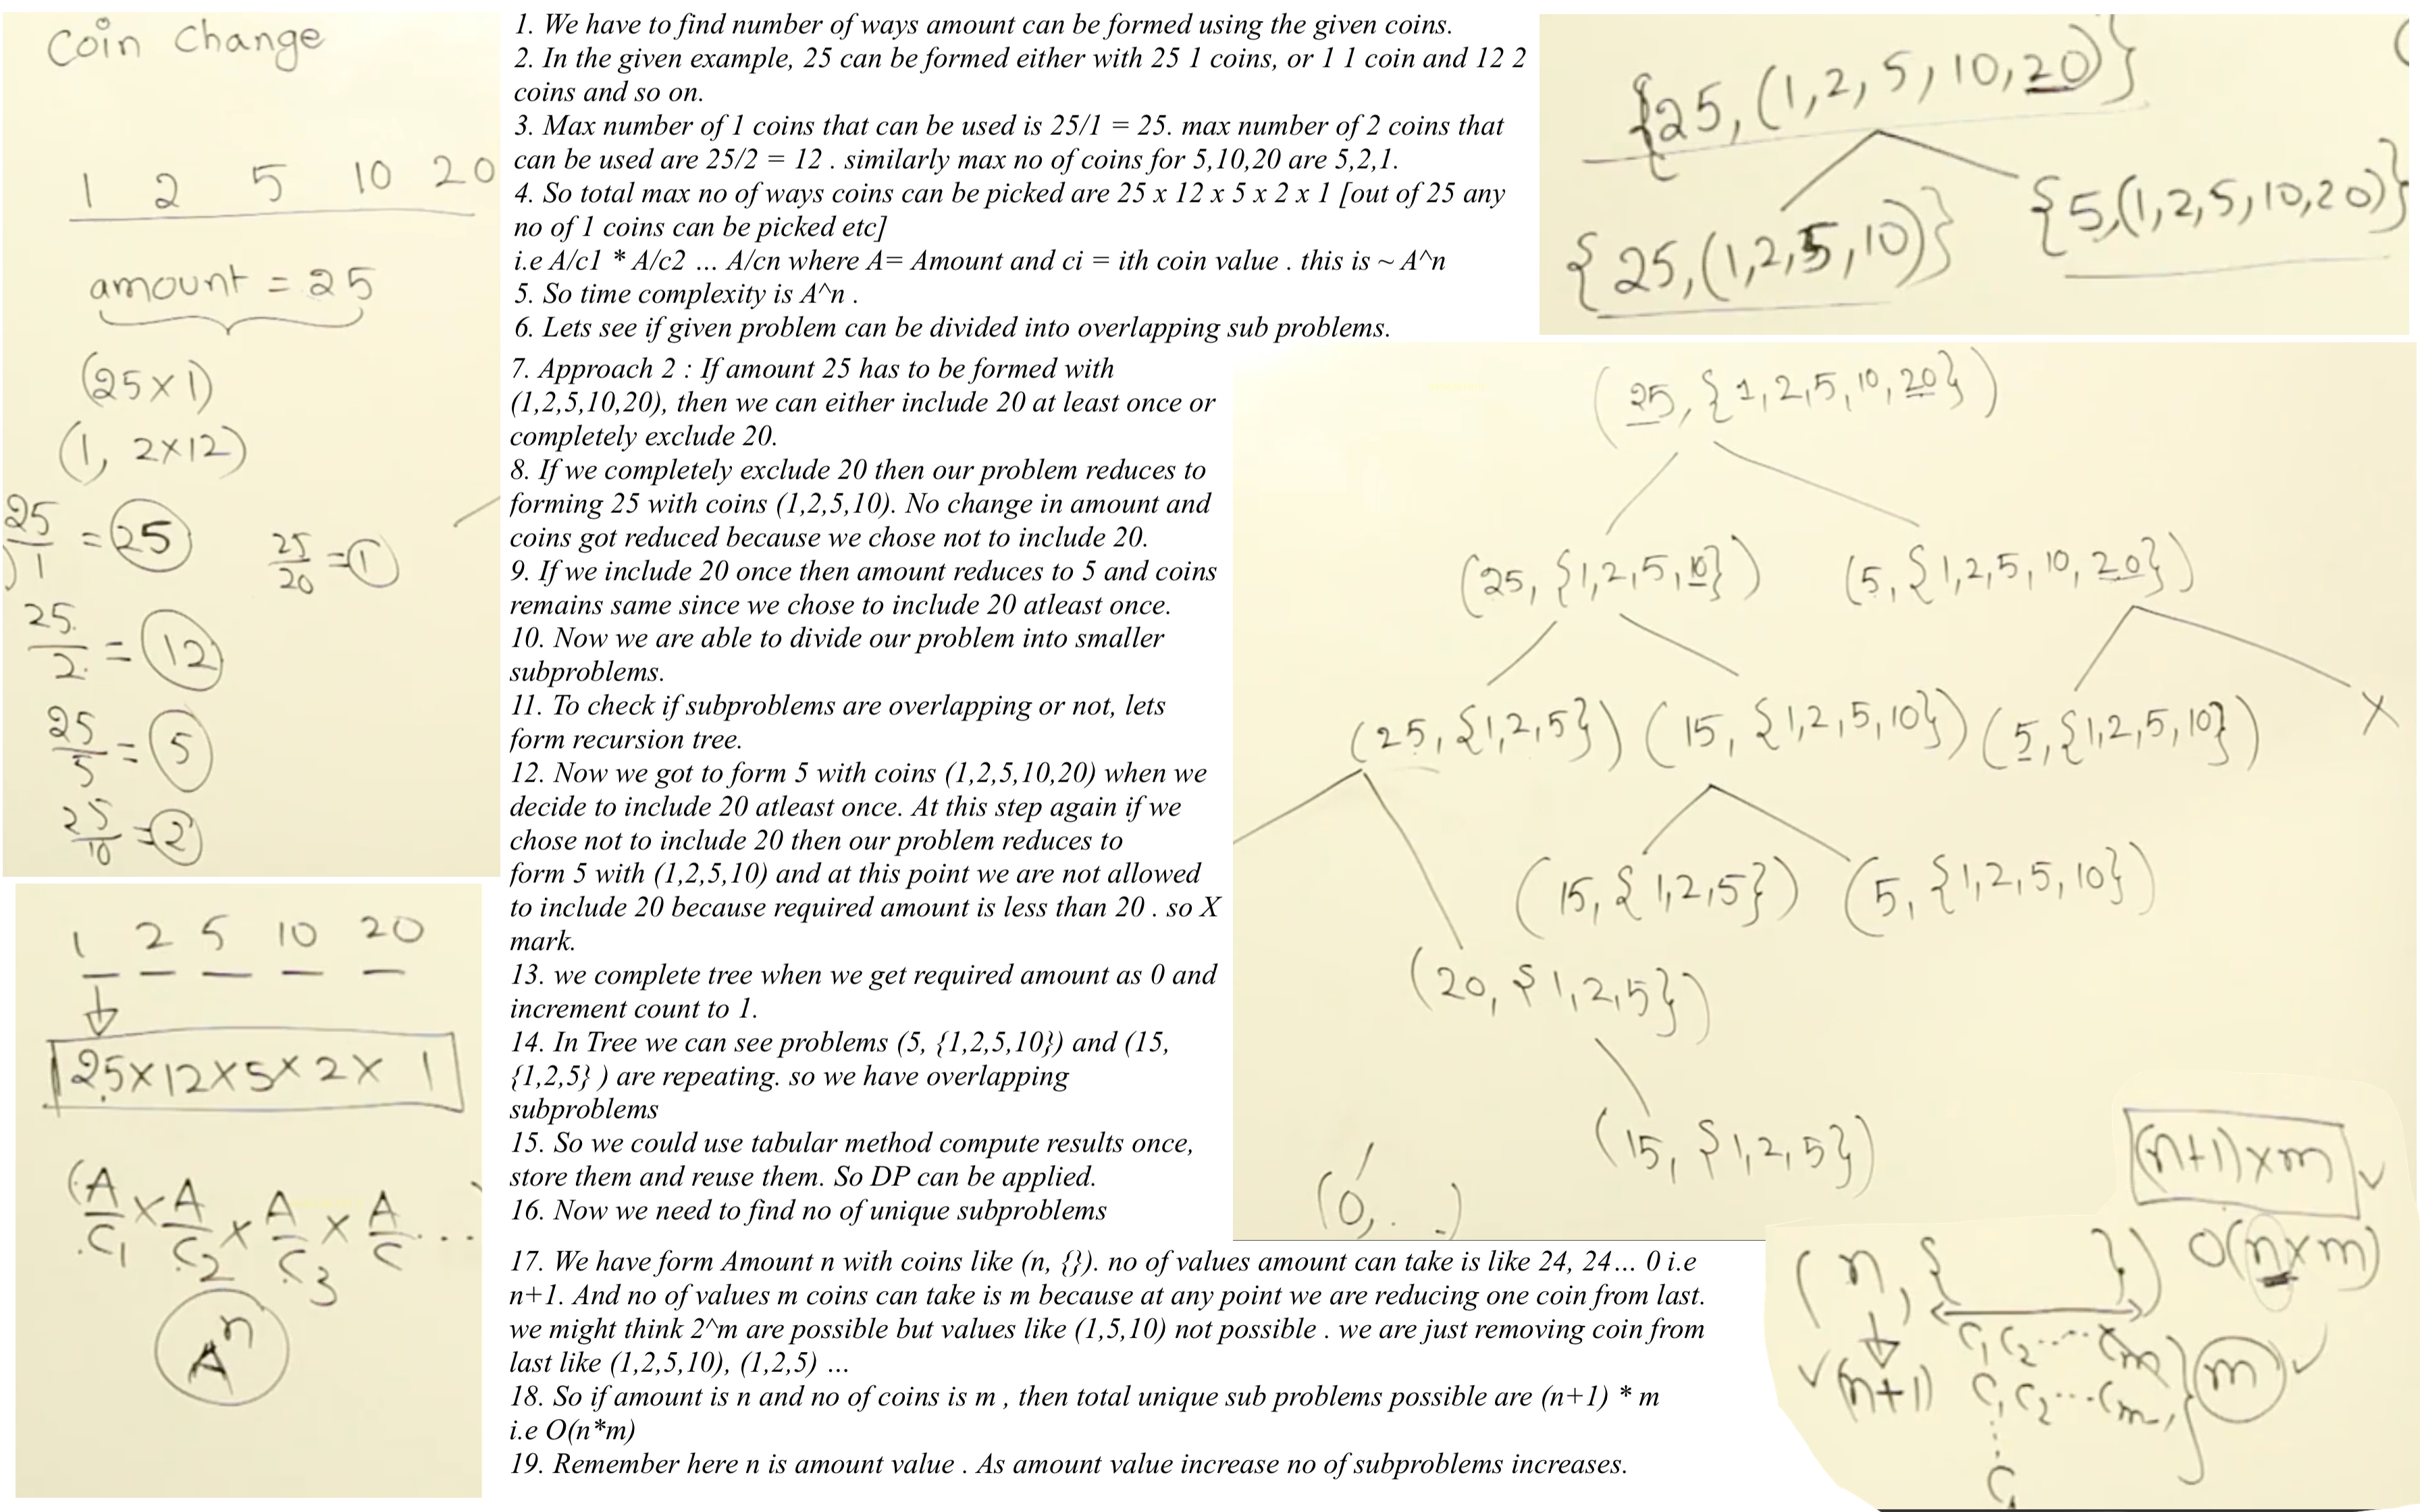 Coin Change
1 2 5 10 20
amount = 25
(25×1)
(1, 2×12)
25/1 = 25
25/20 = 1
25/2 = 12
25/5 = 5
25/10 = 2
1 2 5 10 20
25×12×5×2×1
(A/C1 × A/C2 × A/C3 × A/C ...
A^n
1. We have to find number of ways amount can be formed using the given coins.
2. In the given example, 25 can be formed either with 25 1 coins, or 1 1 coin and 12 2
coins and so on.
3. Max number of 1 coins that can be used is 25/1 = 25. max number of 2 coins that
can be used are 25/2 = 12 . similarly max no of coins for 5,10,20 are 5,2,1.
4. So total max no of ways coins can be picked are 25 x 12 x 5 x 2 x 1 [out of 25 any
no of 1 coins can be picked etc]
i.e A/c1 * A/c2 ... A/cn where A= Amount and ci = ith coin value . this is ~ A^n
5. So time complexity is A^n .
6. Lets see if given problem can be divided into overlapping sub problems.
7. Approach 2 : If amount 25 has to be formed with
(1,2,5,10,20), then we can either include 20 at least once or
completely exclude 20.
8. If we completely exclude 20 then our problem reduces to
forming 25 with coins (1,2,5,10). No change in amount and
coins got reduced because we chose not to include 20.
9. If we include 20 once then amount reduces to 5 and coins
remains same since we chose to include 20 atleast once.
10. Now we are able to divide our problem into smaller
subproblems.
11. To check if subproblems are overlapping or not, lets
form recursion tree.
12. Now we got to form 5 with coins (1,2,5,10,20) when we
decide to include 20 atleast once. At this step again if we
chose not to include 20 then our problem reduces to
form 5 with (1,2,5,10) and at this point we are not allowed
to include 20 because required amount is less than 20 . so X
mark.
13. we complete tree when we get required amount as 0 and
increment count to 1.
14. In Tree we can see problems (5, {1,2,5,10}) and (15,
{1,2,5} ) are repeating. so we have overlapping
subproblems
15. So we could use tabular method compute results once,
store them and reuse them. So DP can be applied.
16. Now we need to find no of unique subproblems
17. We have form Amount n with coins like (n, {}). no of values amount can take is like 24, 24... 0 i.e
n+1. And no of values m coins can take is m because at any point we are reducing one coin from last.
we might think 2^m are possible but values like (1,5,10) not possible . we are just removing coin from
last like (1,2,5,10), (1,2,5) ...
18. So if amount is n and no of coins is m , then total unique sub problems possible are (n+1) * m
i.e O(n*m)
19. Remember here n is amount value . As amount value increase no of subproblems increases.
{25,(1,2,5,10,20)}
{25,(1,2,5,10)} {5,(1,2,5,10,20)}
(25, {1,2,5,10,20})
(25, {1,2,5,10}) (5, {1,2,5,10,20})
(25, {1,2,5}) (15, {1,2,5,10}) (5, {1,2,5,10}) X
(15, {1,2,5}) (5, {1,2,5,10})
(20, {1,2,5})
(15, {1,2,5})
(0, . .)
(n+1)×m
(n, { }) O(n×m)
C1 C2 .... Cm
(n+1) C1 C2 ... Cm-1 m
C1